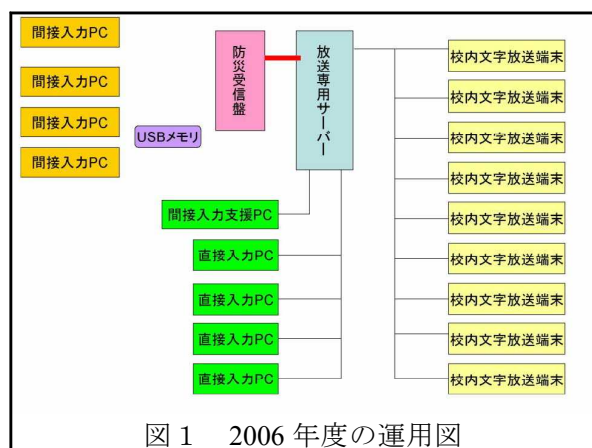 間接入力PC
間接入力PC
間接入力PC
間接入力PC
USBメモリ
防災受信盤
放送専用サーバー
間接入力支援PC
直接入力PC
直接入力PC
直接入力PC
直接入力PC
校内文字放送端末
校内文字放送端末
校内文字放送端末
校内文字放送端末
校内文字放送端末
校内文字放送端末
校内文字放送端末
校内文字放送端末
校内文字放送端末
図1 2006年度の運用図